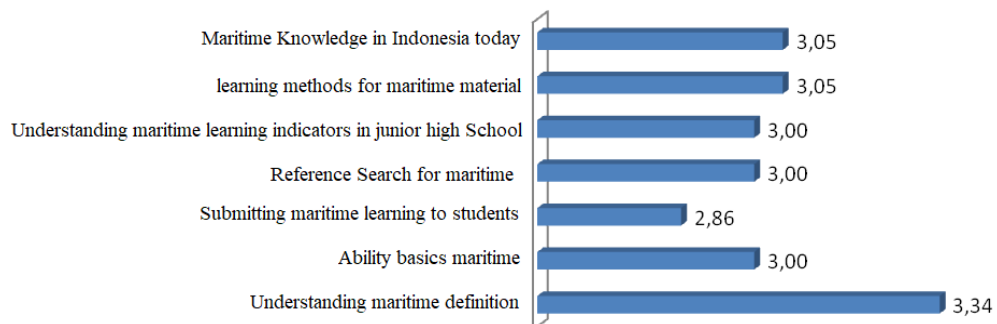 Maritime Knowledge in Indonesia today 3,05
learning methods for maritime material 3,05
Understanding maritime learning indicators in junior high School 3,00
Reference Search for maritime 3,00
Submitting maritime learning to students 2,86
Ability basics maritime 3,00
Understanding maritime definition 3,34